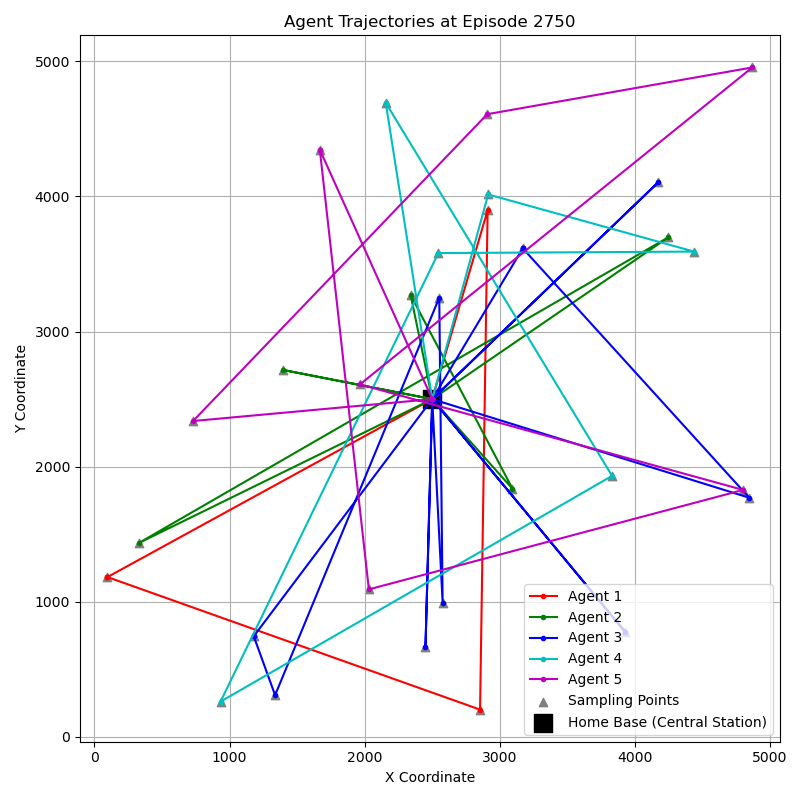 Agent Trajectories at Episode 2750
Y Coordinate
5000
4000
3000
2000
1000
0
Agent 1
Agent 2
Agent 3
Agent 4
Agent 5
Sampling Points
Home Base (Central Station)
0 1000 2000 3000 4000 5000
X Coordinate